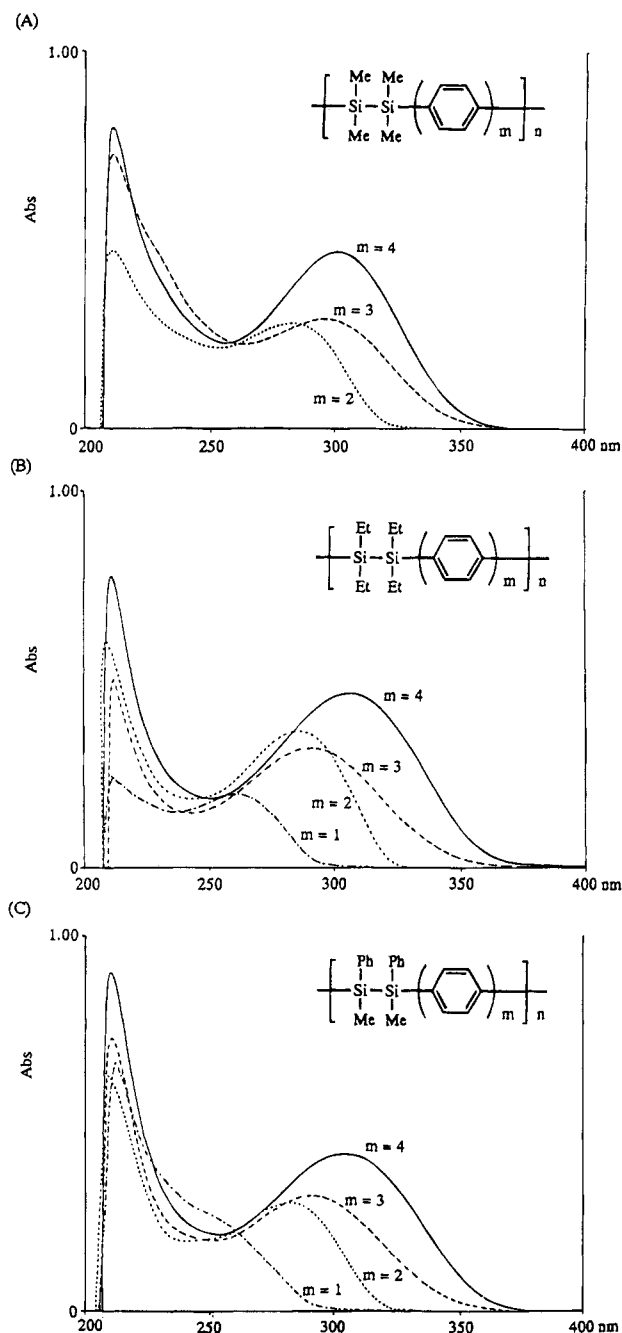 (A)
1.00
Me Me
Si Si
m n
Me Me
Abs
m = 4
m = 3
m = 2
0
200 250 300 350 400 nm
(B)
1.00
Et Et
Si Si
m n
Et Et
Abs
m = 4
m = 3
m = 2
m = 1
0
200 250 300 350 400 nm
(C)
1.00
Ph Ph
Si Si
m n
Me Me
Abs
m = 4
m = 3
m = 2
m = 1
0
200 250 300 350 400 nm